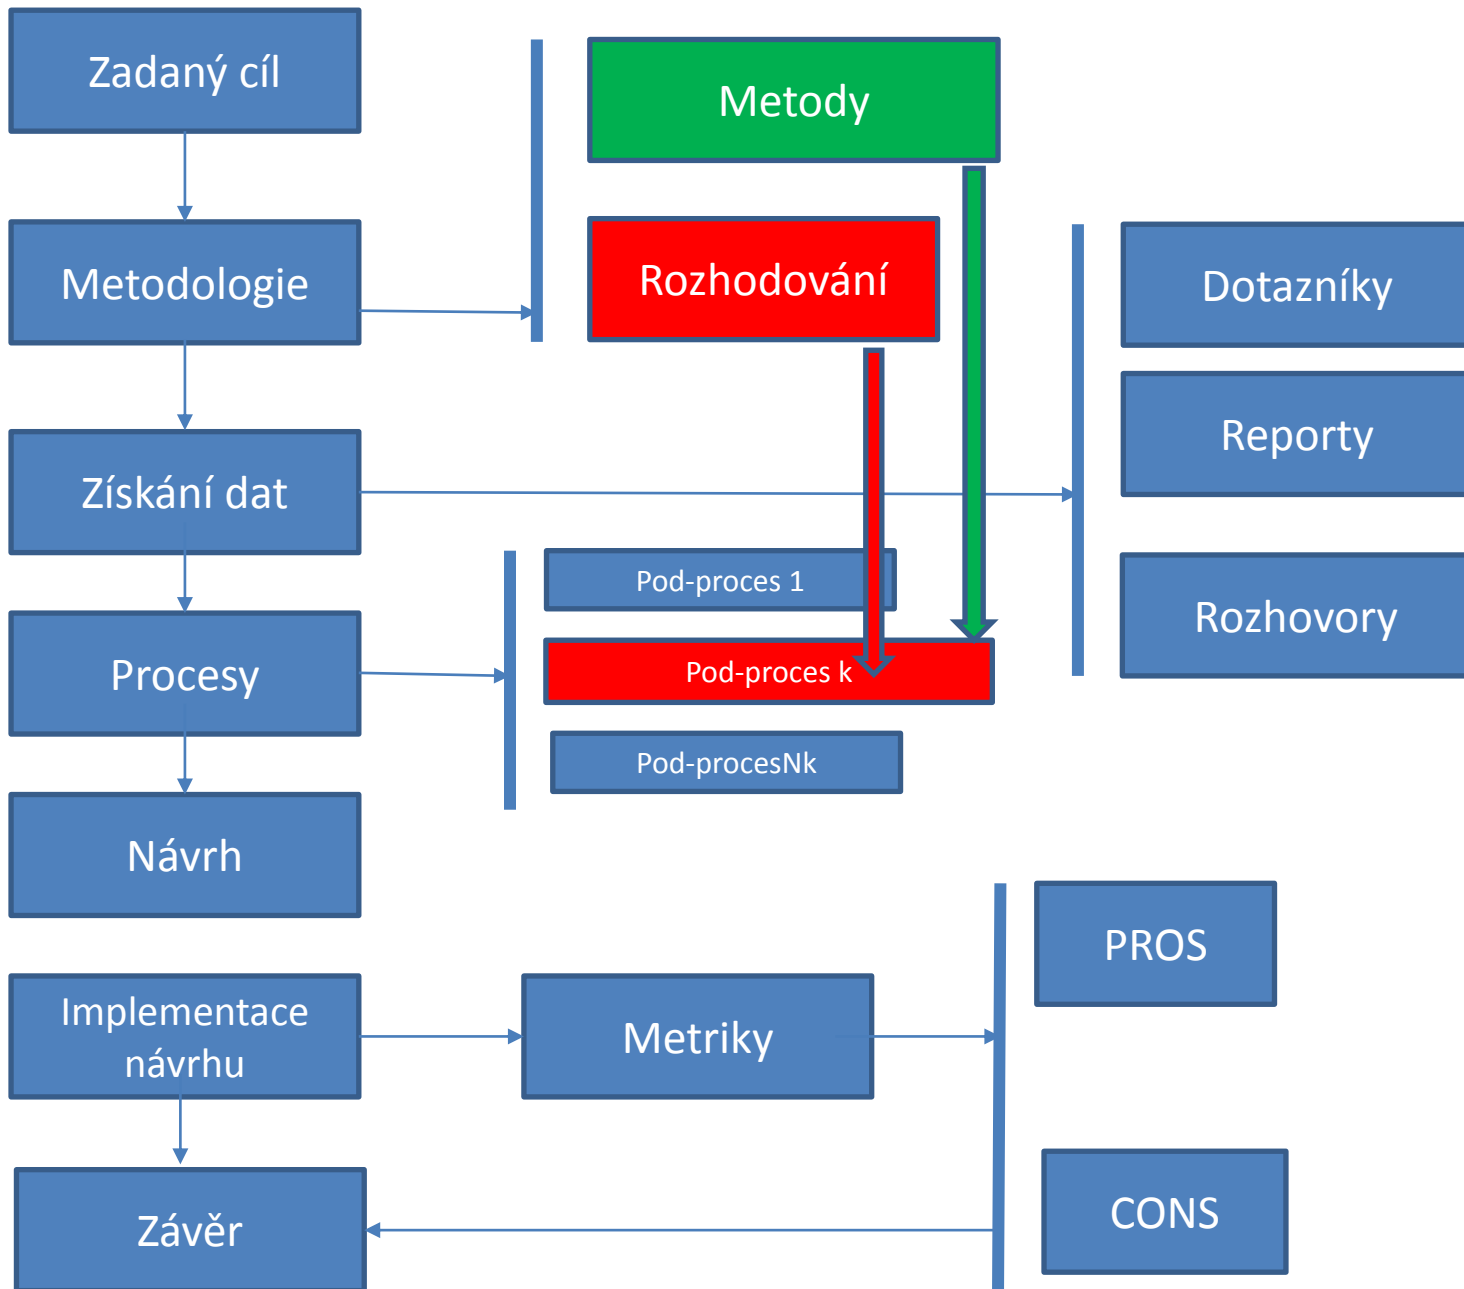 Zadaný cíl
Metody
Metodologie
Rozhodování
Dotazníky
Reporty
Získání dat
Pod-proces 1
Rozhovory
Procesy
Pod-proces k
Pod-procesNk
Návrh
PROS
Implementace
návrhu
Metriky
CONS
Závěr